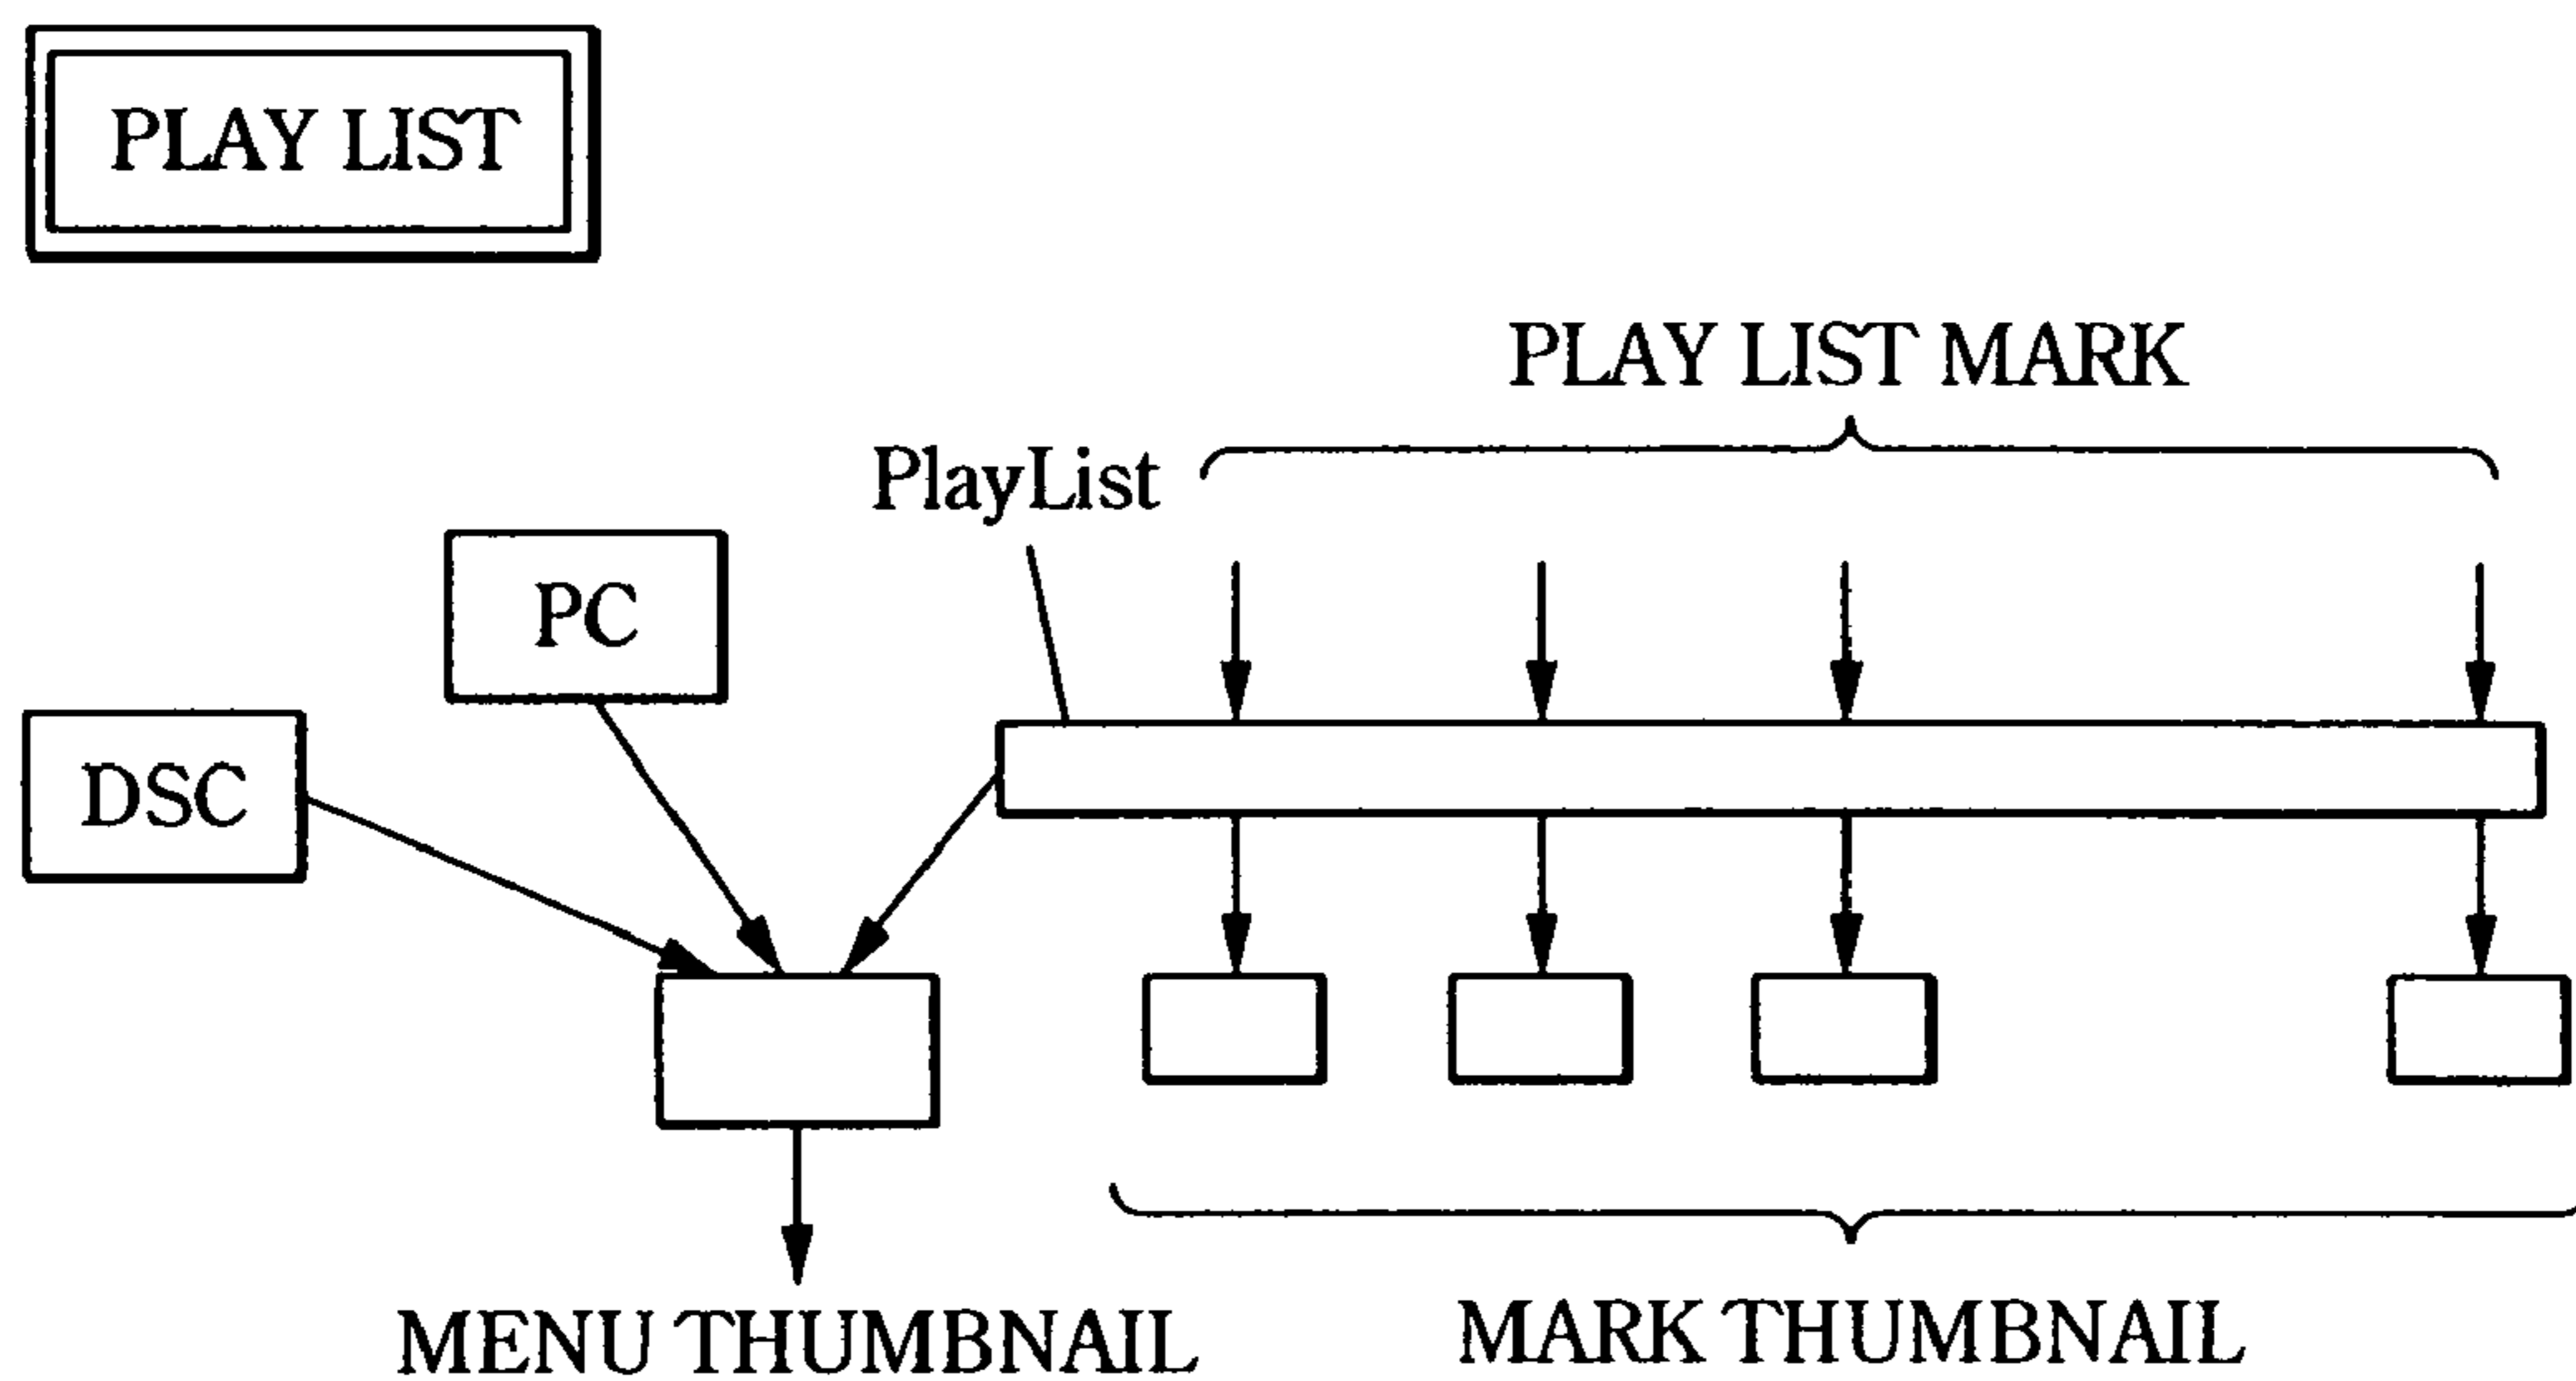 PLAY LIST
PLAY LIST MARK
PlayList
PC
DSC
MENU THUMBNAIL
MARK THUMBNAIL